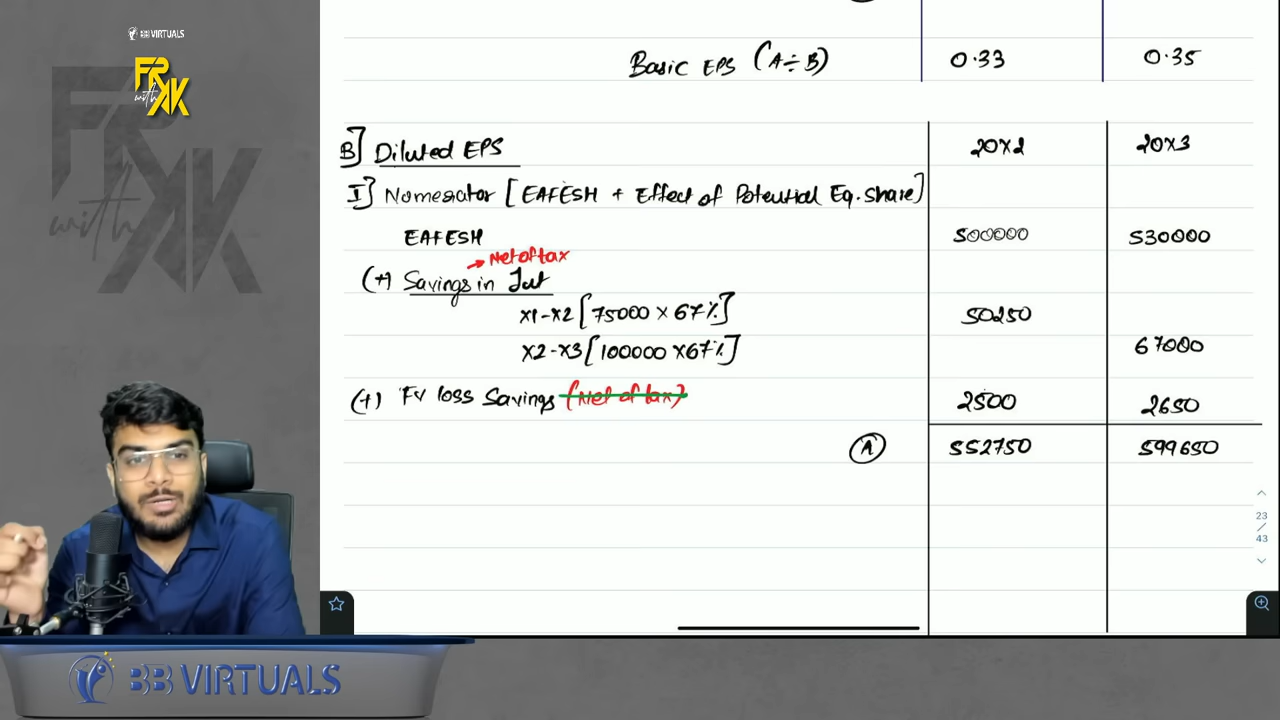 BB VIRTUALS
FR
with
KK
Basic EPS (A÷B) 0.33 0.35
B] Diluted EPS 20X2 20X3
I] Nomerator [EAFESH + Effect of Potential Eq. Share]
EAFESH 500000 530000
→ Net of tax
(+) Savings in Int
X1-X2 [75000 × 67%] 50250
X2-X3 [100000 × 67%] 67000
(+) FV loss Savings (Net of tax) 2500 2650
A 552750 599650
23
/
43
BB VIRTUALS